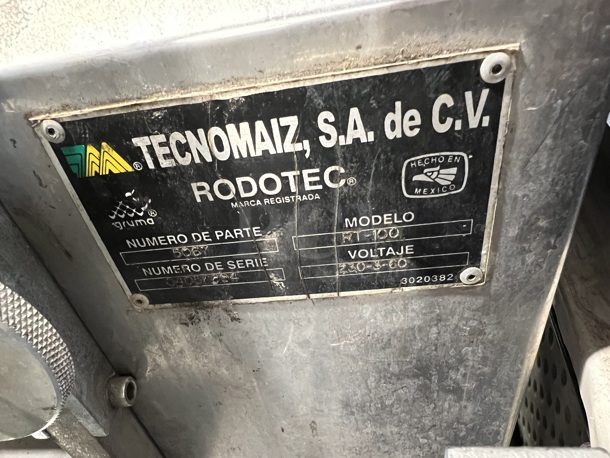 TECNOMAIZ, S.A. de C.V.
RODOTEC®
MARCA REGISTRADA
HECHO EN
MEXICO
gruma®
NUMERO DE PARTE
MODELO
RT-100
NUMERO DE SERIE
VOLTAJE
230-3-60
3020382